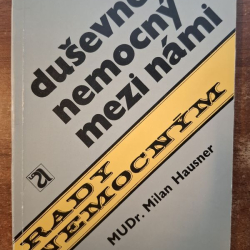 duševně
nemocný
mezi námi
RADY
NEMOCNÝM
MUDr. Milan Hausner